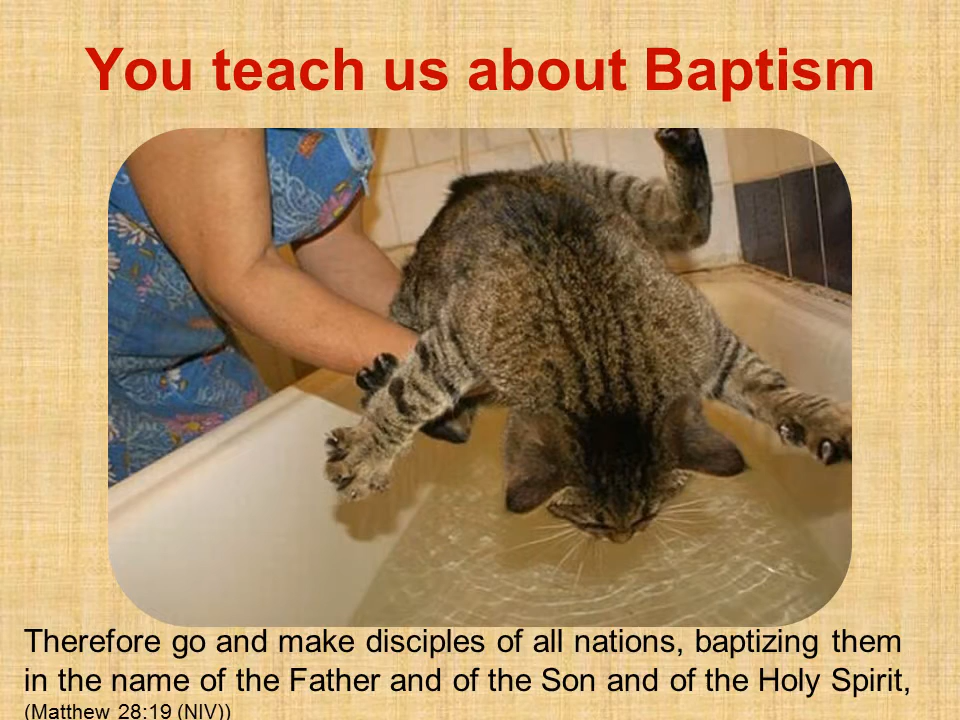 You teach us about Baptism
Therefore go and make disciples of all nations, baptizing them
in the name of the Father and of the Son and of the Holy Spirit,
(Matthew 28:19 (NIV))